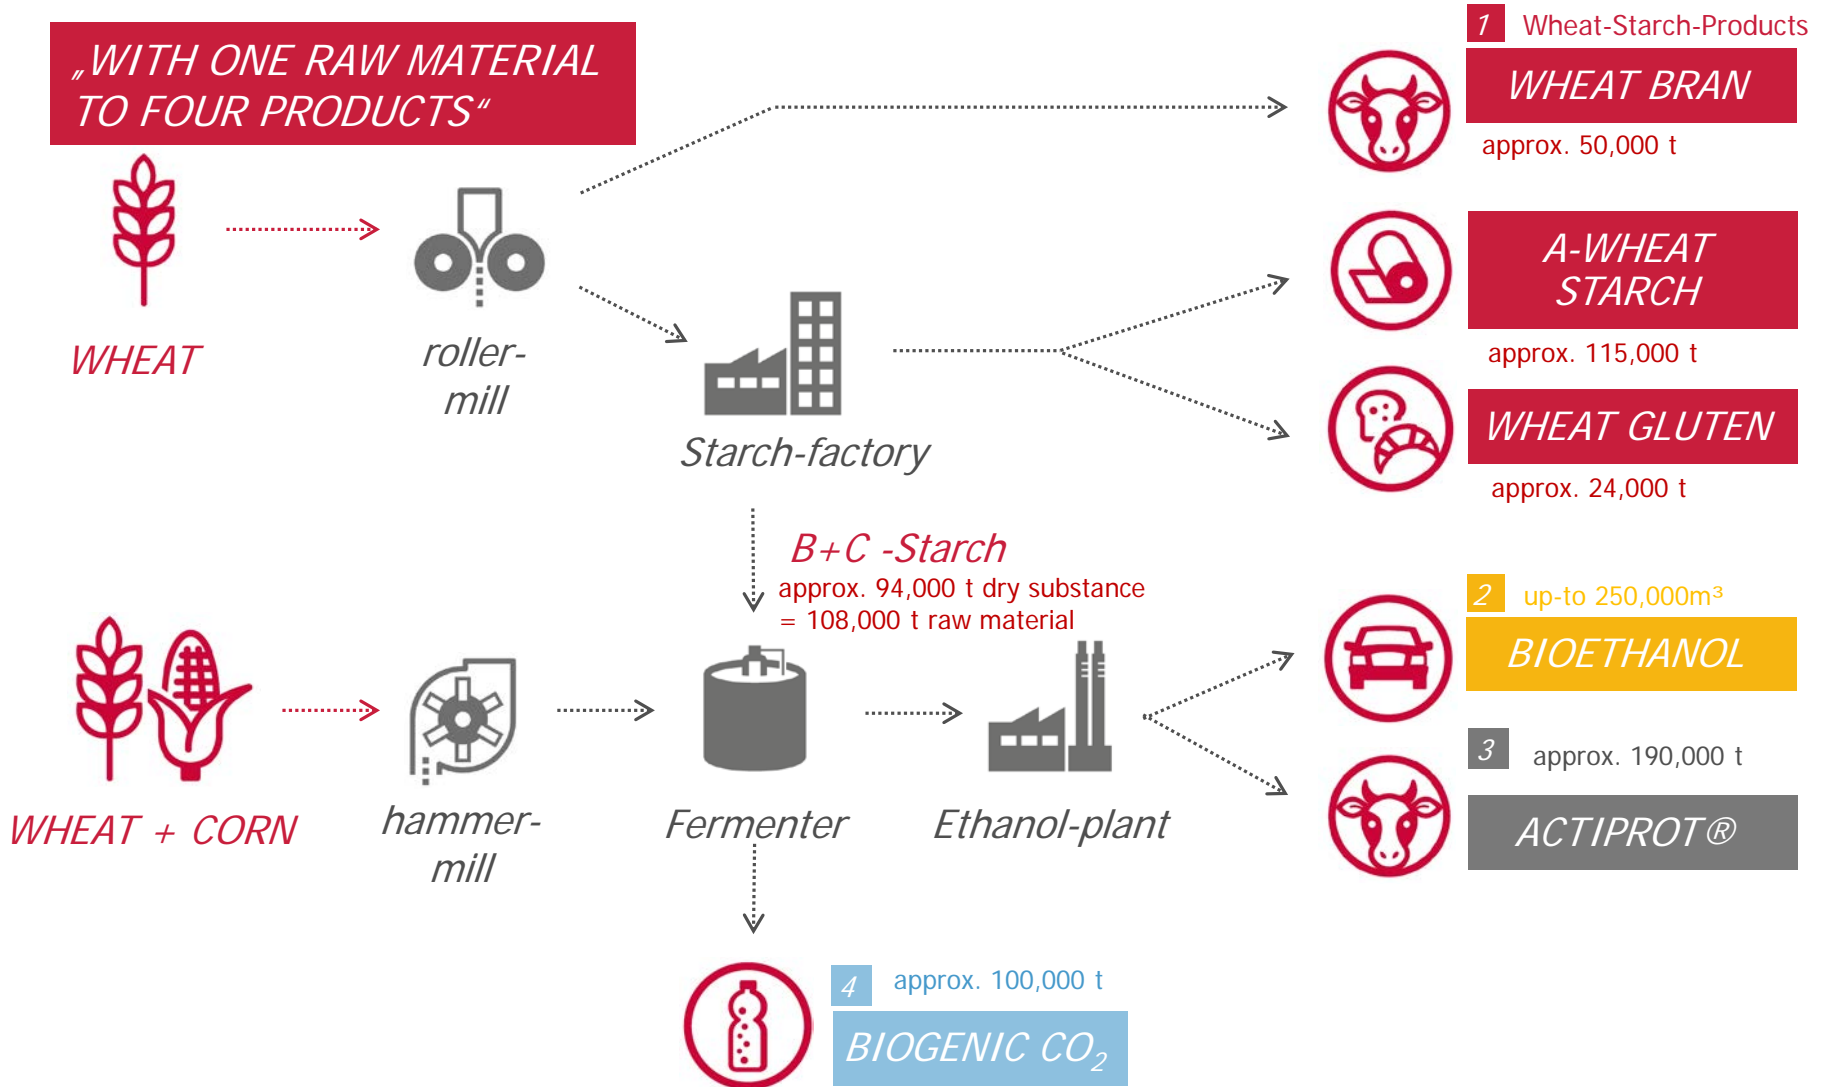 „WITH ONE RAW MATERIAL
TO FOUR PRODUCTS“
1 Wheat-Starch-Products
WHEAT BRAN
approx. 50,000 t
WHEAT
roller-
mill
A-WHEAT
STARCH
approx. 115,000 t
Starch-factory
WHEAT GLUTEN
approx. 24,000 t
B+C -Starch
approx. 94,000 t dry substance
= 108,000 t raw material
2 up-to 250,000m³
BIOETHANOL
WHEAT + CORN
hammer-
mill
Fermenter
Ethanol-plant
3 approx. 190,000 t
ACTIPROT®
4 approx. 100,000 t
BIOGENIC CO₂